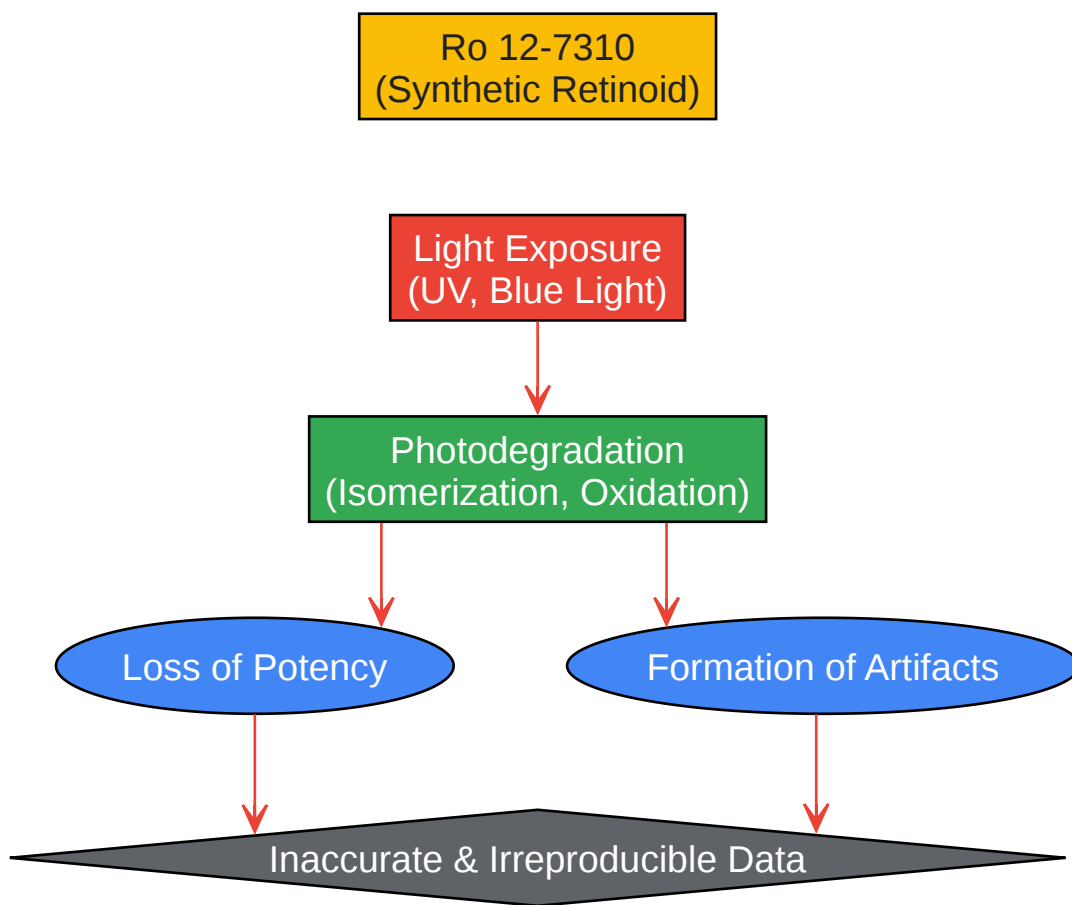 Ro 12-7310
(Synthetic Retinoid)
Light Exposure
(UV, Blue Light)
Photodegradation
(Isomerization, Oxidation)
Loss of Potency
Formation of Artifacts
Inaccurate & Irreproducible Data